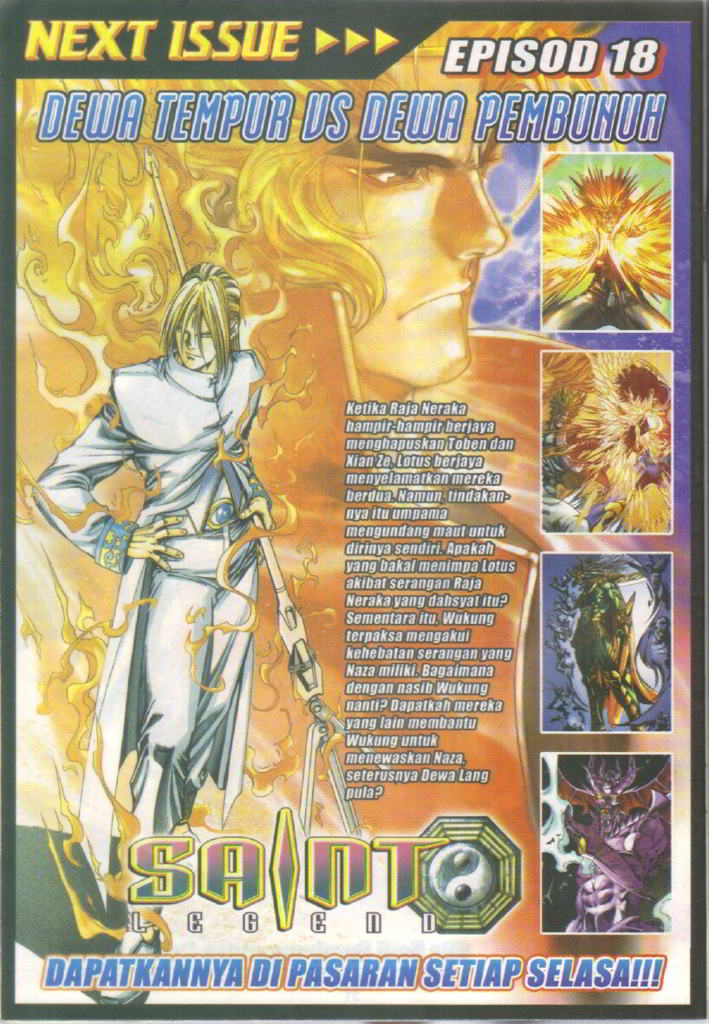 NEXT ISSUE
EPISOD 18
DEWA TEMPUR VS DEWA PEMBUNUH
Ketika Raja Neraka
hampir-hampir berjaya
menghapuskan Toben dan
Xian Ze, Lotus berjaya
menyelamatkan mereka
berdua. Namun, tindakan-
nya itu umpama
mengundang maut untuk
dirinya sendiri. Apakah
yang bakal menimpa Lotus
akibat serangan Raja
Neraka yang dahsyat itu?
Sementara itu, Wukung
terpaksa mengakui
kehebatan serangan yang
Naza miliki. Bagaimana
dengan nasib Wukung
nanti? Dapatkah mereka
yang lain membantu
Wukung untuk
menewaskan Naza,
seterusnya Dewa Lang
pula?
SAINT
LEGEND
DAPATKANNYA DI PASARAN SETIAP SELASA!!!